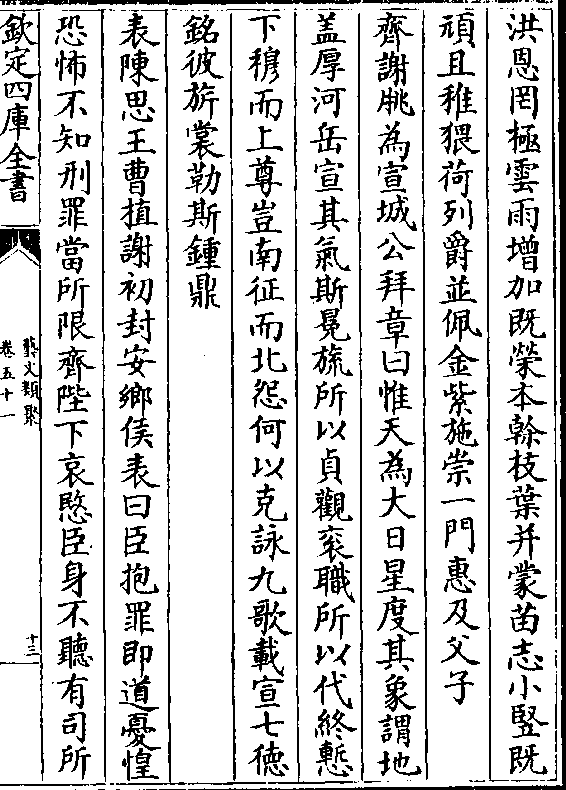 洪恩罔極雲雨增加既榮本幹枝葉并蒙苗志小豎既
頑且稚猥荷列爵並佩金紫施崇一門惠及父子
齊謝朓為宣城公拜章曰惟天為大日星度其象謂地
盖厚河岳宣其氣斯冕旒所以貞觀衮職所以代終慙
下穆而上尊豈南征而北怨何以克詠九歌載宣七徳
銘彼旂裳勒斯鍾鼎
表陳思王曹植謝初封安鄉侯表曰臣抱罪即道憂惶
恐怖不知刑罪當所限齊陛下哀愍臣身不聽有司所
欽定四庫全書
藝文類聚
卷五十一
十三